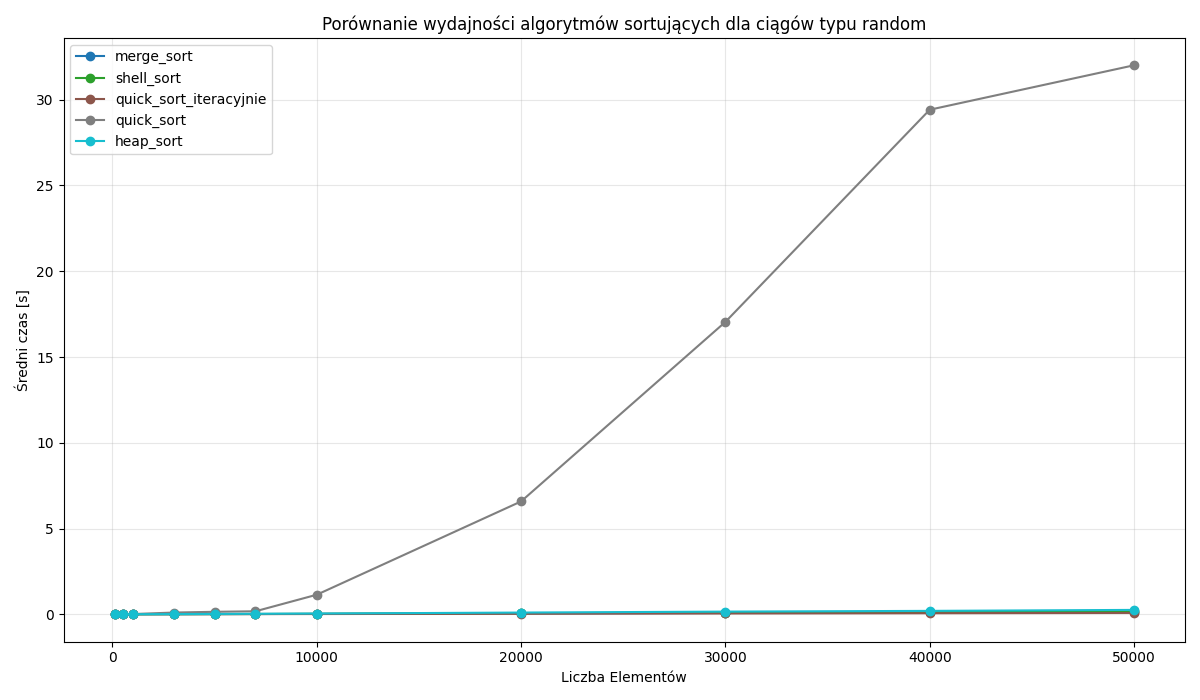 Porównanie wydajności algorytmów sortujących dla ciągów typu random
merge_sort
shell_sort
quick_sort_iteracyjnie
quick_sort
heap_sort
30
25
20
15
10
5
0
Średni czas [s]
0 10000 20000 30000 40000 50000
Liczba Elementów